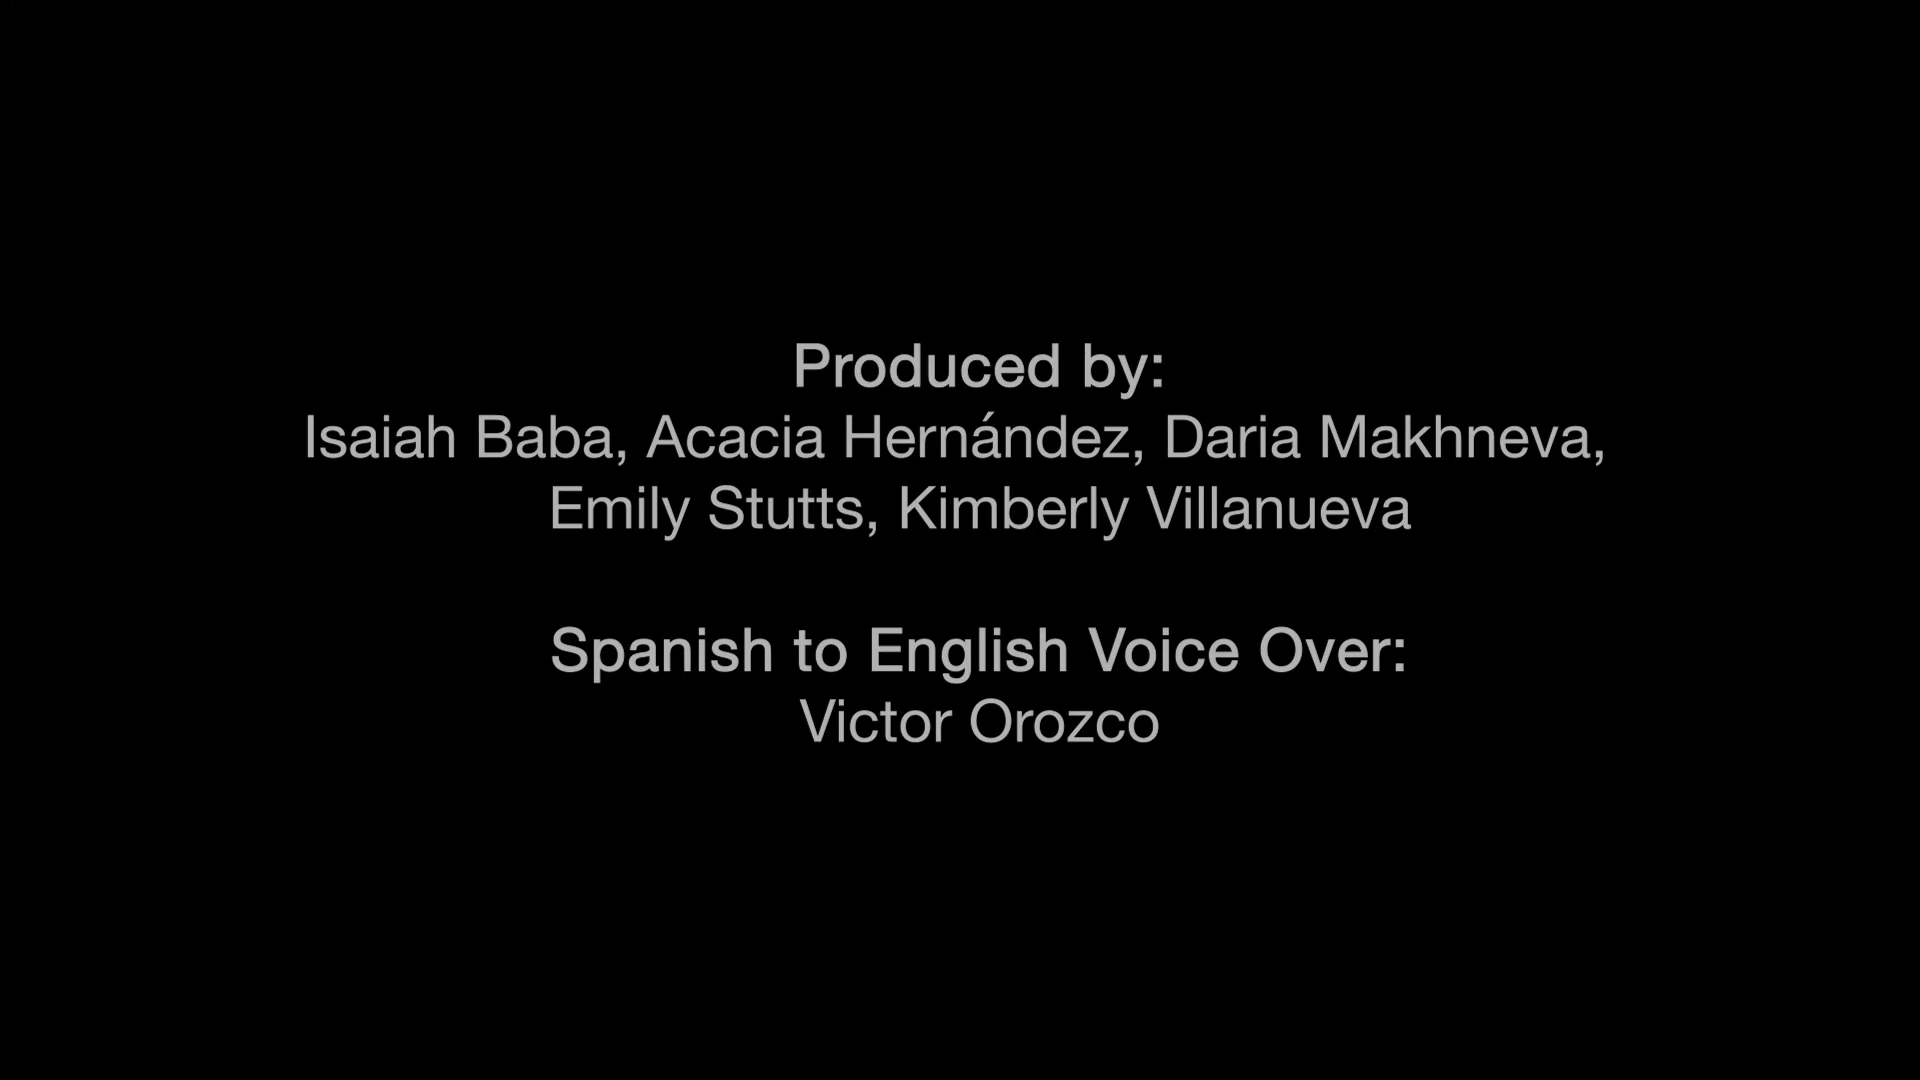 Produced by:
Isaiah Baba, Acacia Hernández, Daria Makhneva,
Emily Stutts, Kimberly Villanueva
Spanish to English Voice Over:
Victor Orozco